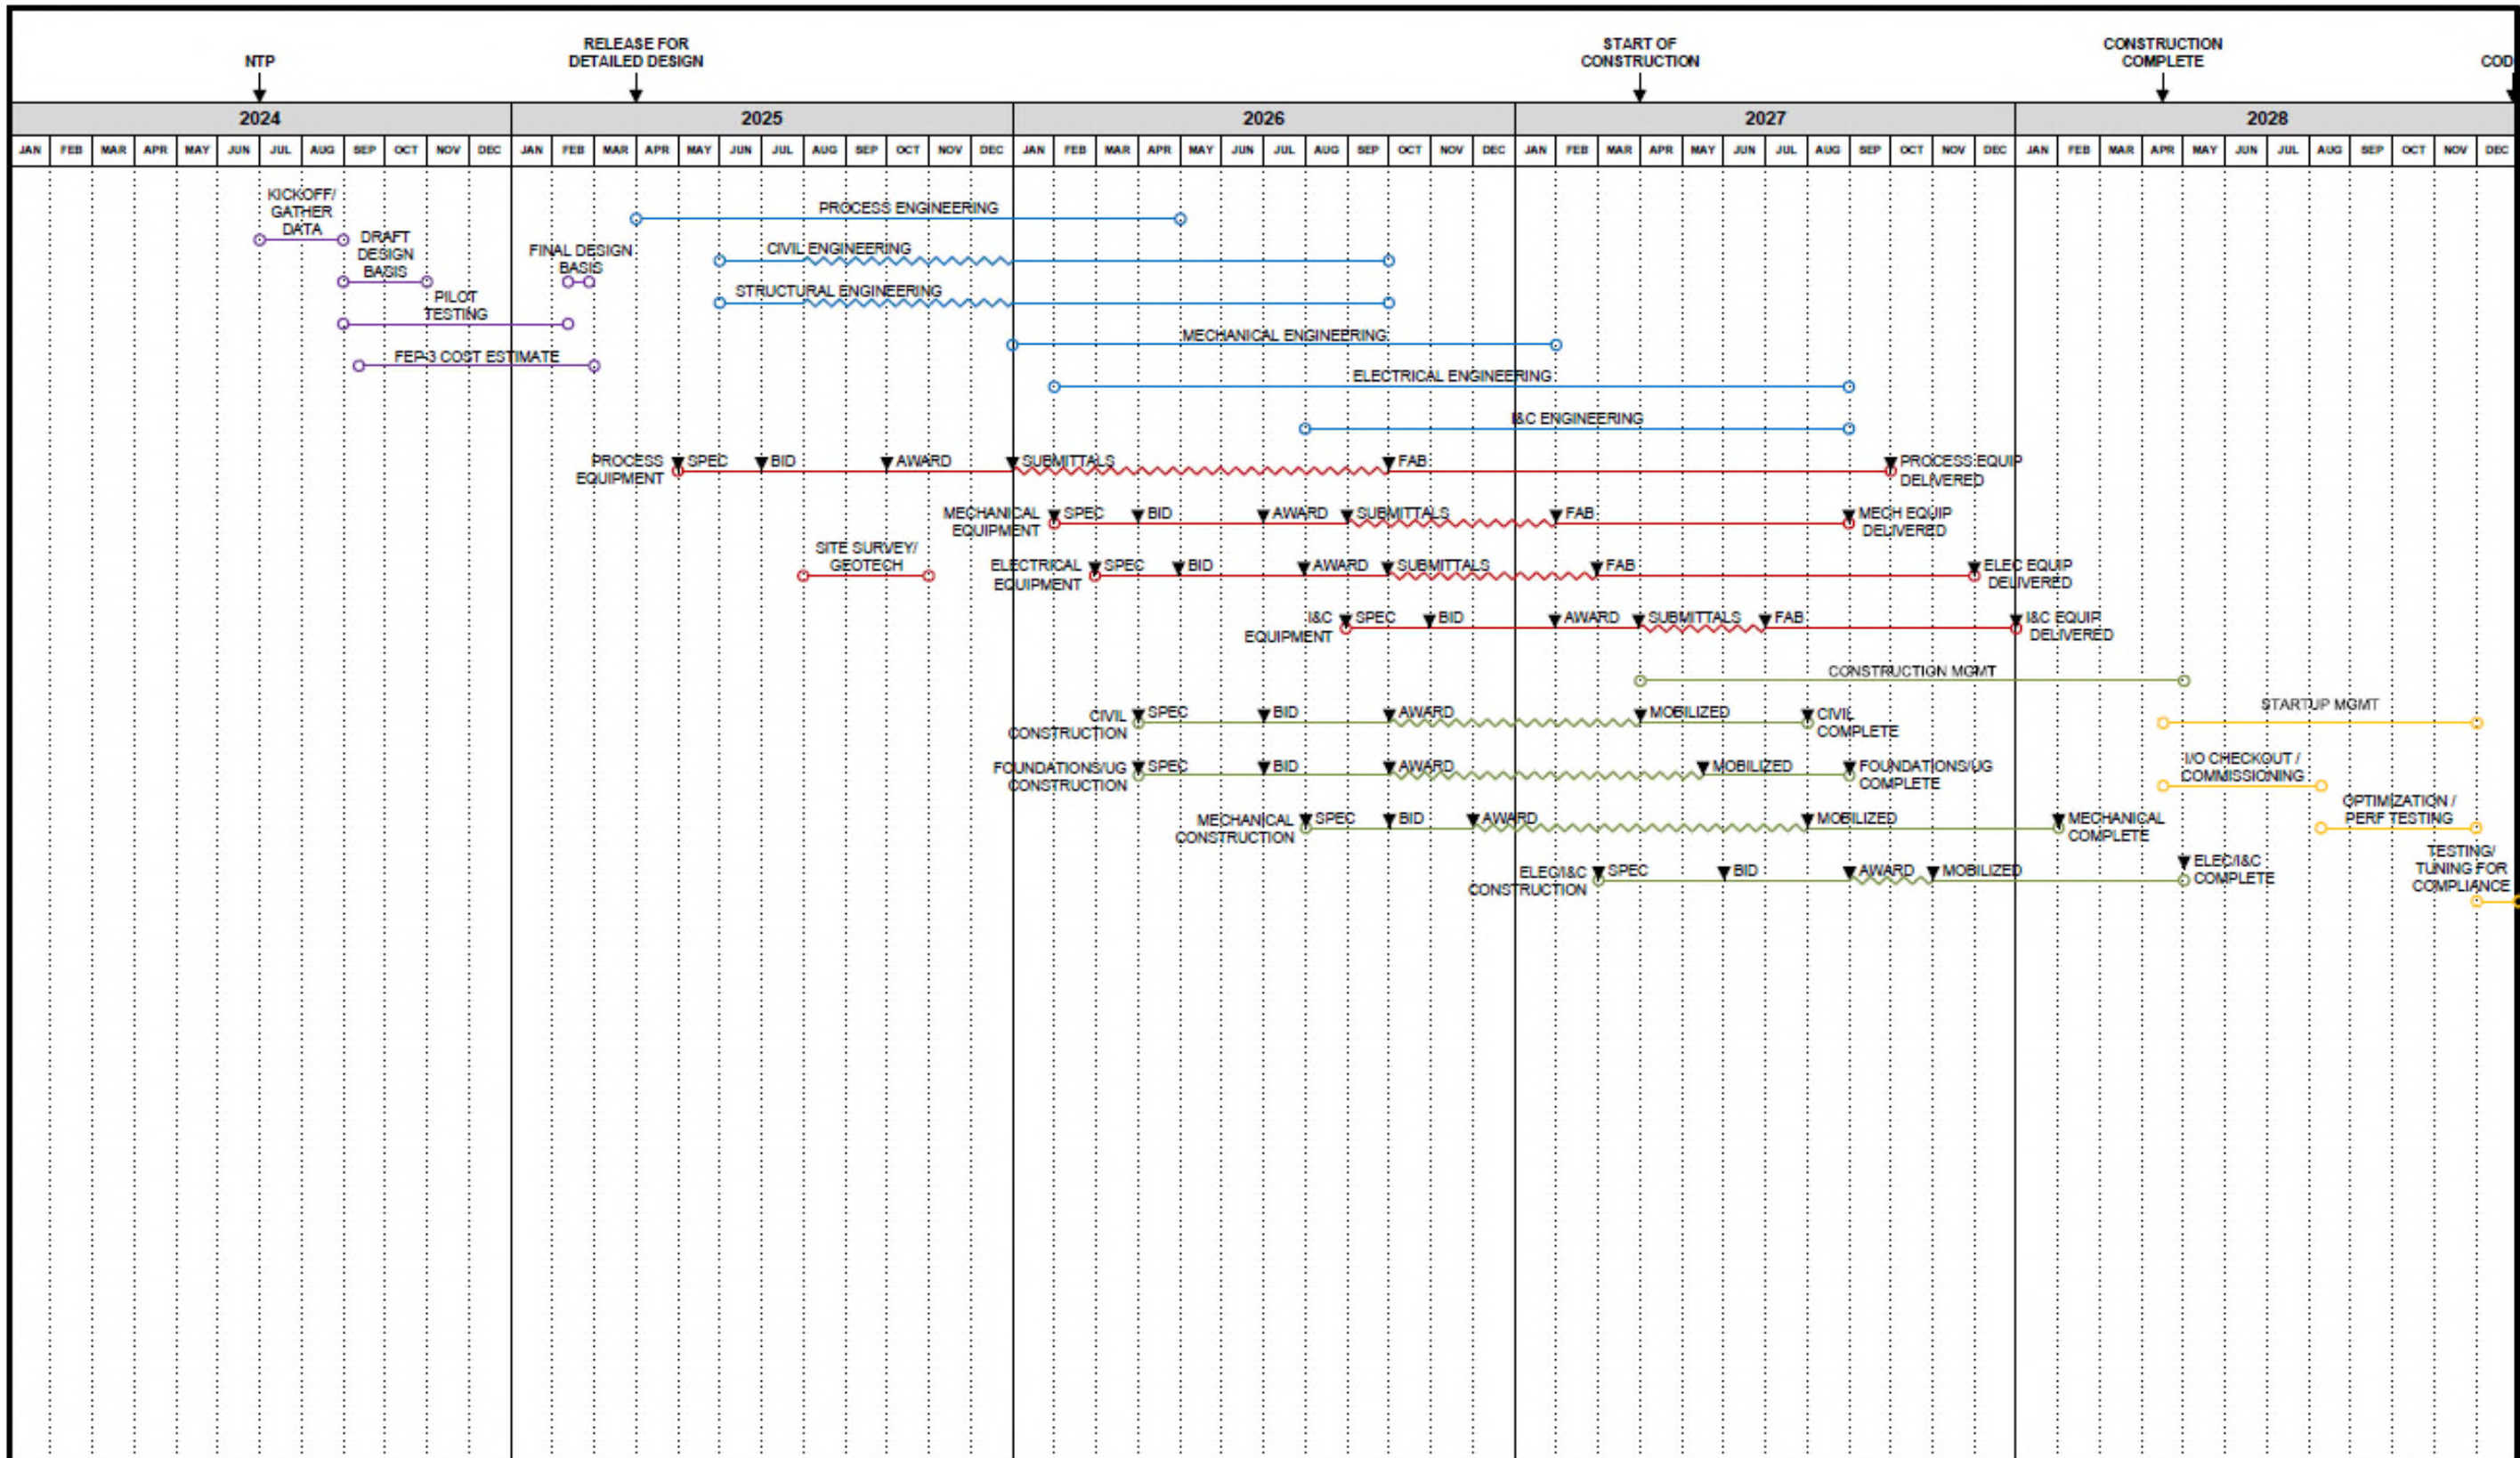 NTP
RELEASE FOR
DETAILED DESIGN
START OF
CONSTRUCTION
CONSTRUCTION
COMPLETE
COD
2024 2025 2026 2027 2028
JAN FEB MAR APR MAY JUN JUL AUG SEP OCT NOV DEC JAN FEB MAR APR MAY JUN JUL AUG SEP OCT NOV DEC JAN FEB MAR APR MAY JUN JUL AUG SEP OCT NOV DEC JAN FEB MAR APR MAY JUN JUL AUG SEP OCT NOV DEC JAN FEB MAR APR MAY JUN JUL AUG SEP OCT NOV DEC
KICKOFF/
GATHER
DATA
DRAFT
DESIGN
BASIS
PILOT
TESTING
FEP-3 COST ESTIMATE
FINAL DESIGN
BASIS
PROCESS ENGINEERING
CIVIL ENGINEERING
STRUCTURAL ENGINEERING
MECHANICAL ENGINEERING
ELECTRICAL ENGINEERING
I&C ENGINEERING
PROCESS
EQUIPMENT
SPEC BID AWARD SUBMITTALS FAB
PROCESS EQUIP
DELIVERED
MECHANICAL
EQUIPMENT
SPEC BID AWARD SUBMITTALS FAB
MECH EQUIP
DELIVERED
SITE SURVEY/
GEOTECH
ELECTRICAL
EQUIPMENT
SPEC BID AWARD SUBMITTALS FAB
ELEC EQUIP
DELIVERED
I&C
EQUIPMENT
SPEC BID AWARD SUBMITTALS FAB
I&C EQUIP
DELIVERED
CONSTRUCTION MGMT
CIVIL
CONSTRUCTION
SPEC BID AWARD MOBILIZED
CIVIL
COMPLETE
STARTUP MGMT
FOUNDATIONS/UG
CONSTRUCTION
SPEC BID AWARD MOBILIZED
FOUNDATIONS/UG
COMPLETE
I/O CHECKOUT /
COMMISSIONING
MECHANICAL
CONSTRUCTION
SPEC BID AWARD MOBILIZED
MECHANICAL
COMPLETE
OPTIMIZATION /
PERF TESTING
ELEC/I&C
CONSTRUCTION
SPEC BID AWARD MOBILIZED
ELEC/I&C
COMPLETE
TESTING/
TUNING FOR
COMPLIANCE